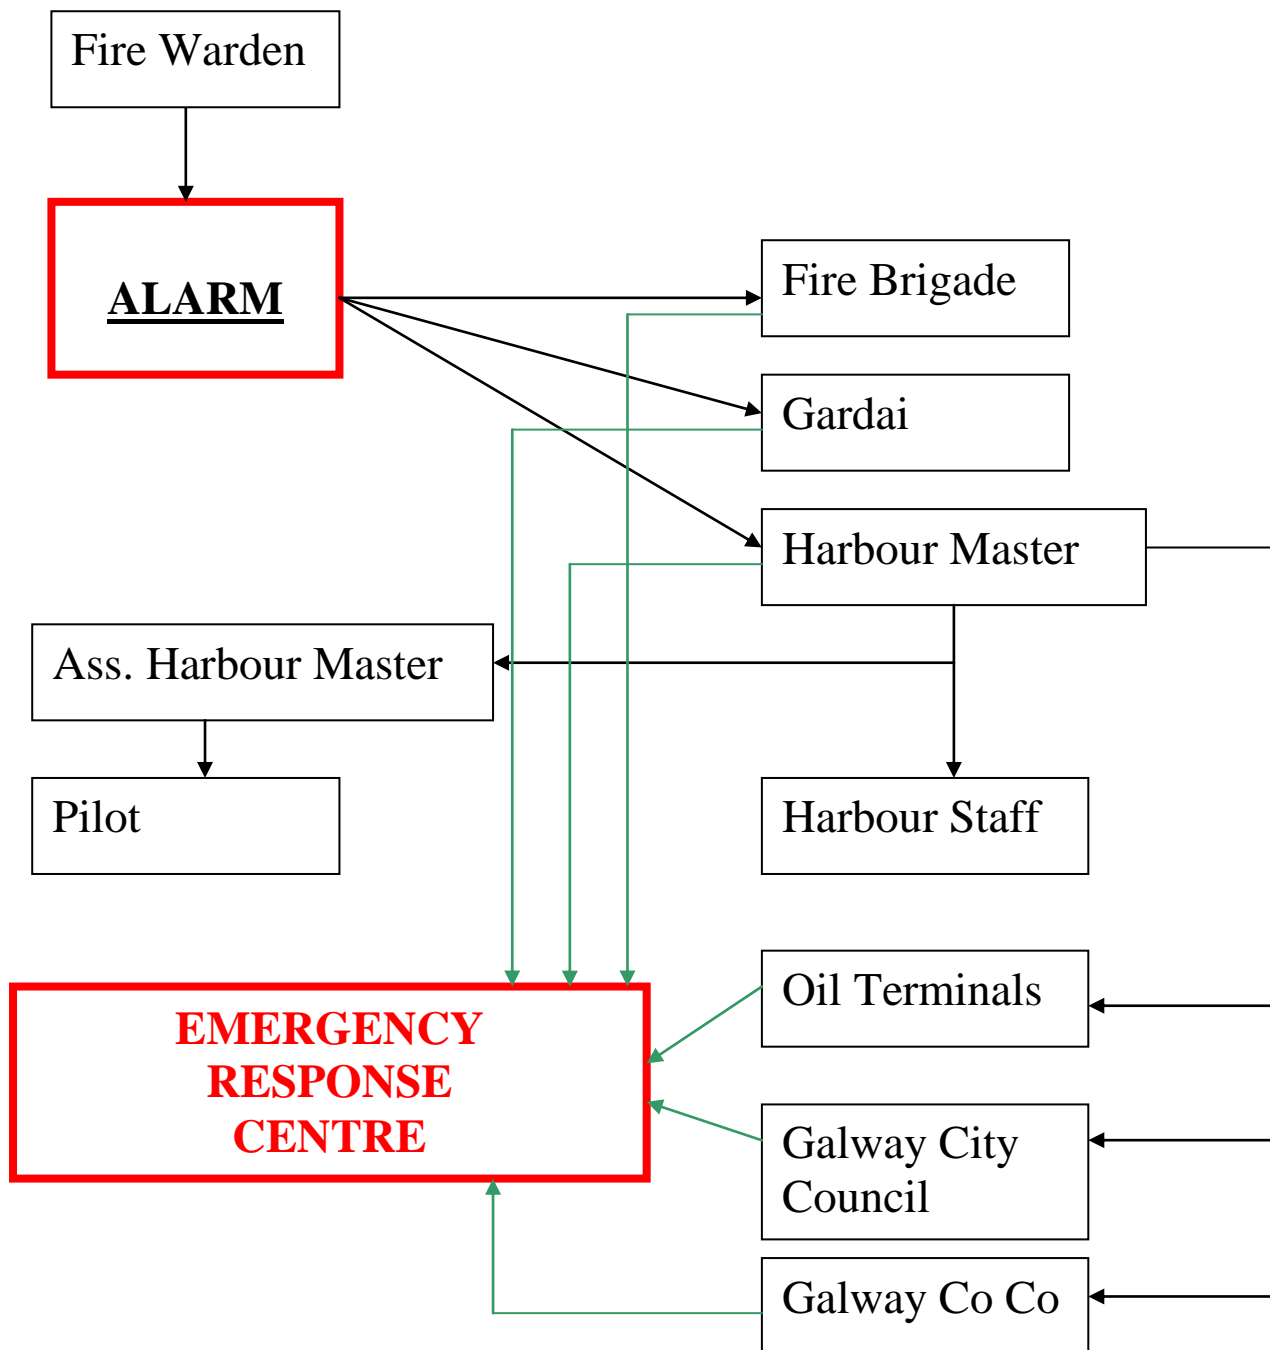 Fire Warden
ALARM
Fire Brigade
Gardai
Harbour Master
Ass. Harbour Master
Pilot
Harbour Staff
EMERGENCY
RESPONSE
CENTRE
Oil Terminals
Galway City
Council
Galway Co Co